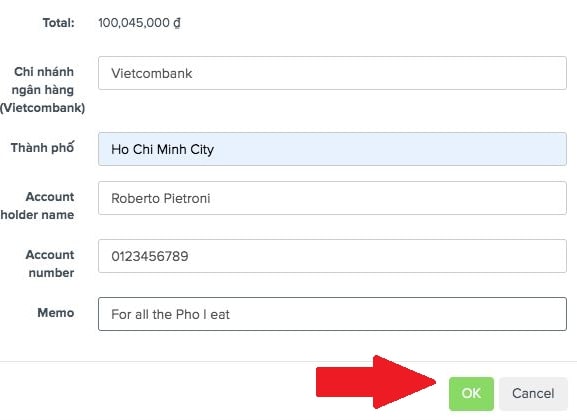 Total: 100,045,000 ₫
Chi nhánh
ngân hàng
(Vietcombank)
Vietcombank
Thành phố
Ho Chi Minh City
Account
holder name
Roberto Pietroni
Account
number
0123456789
Memo
For all the Pho I eat
OK
Cancel